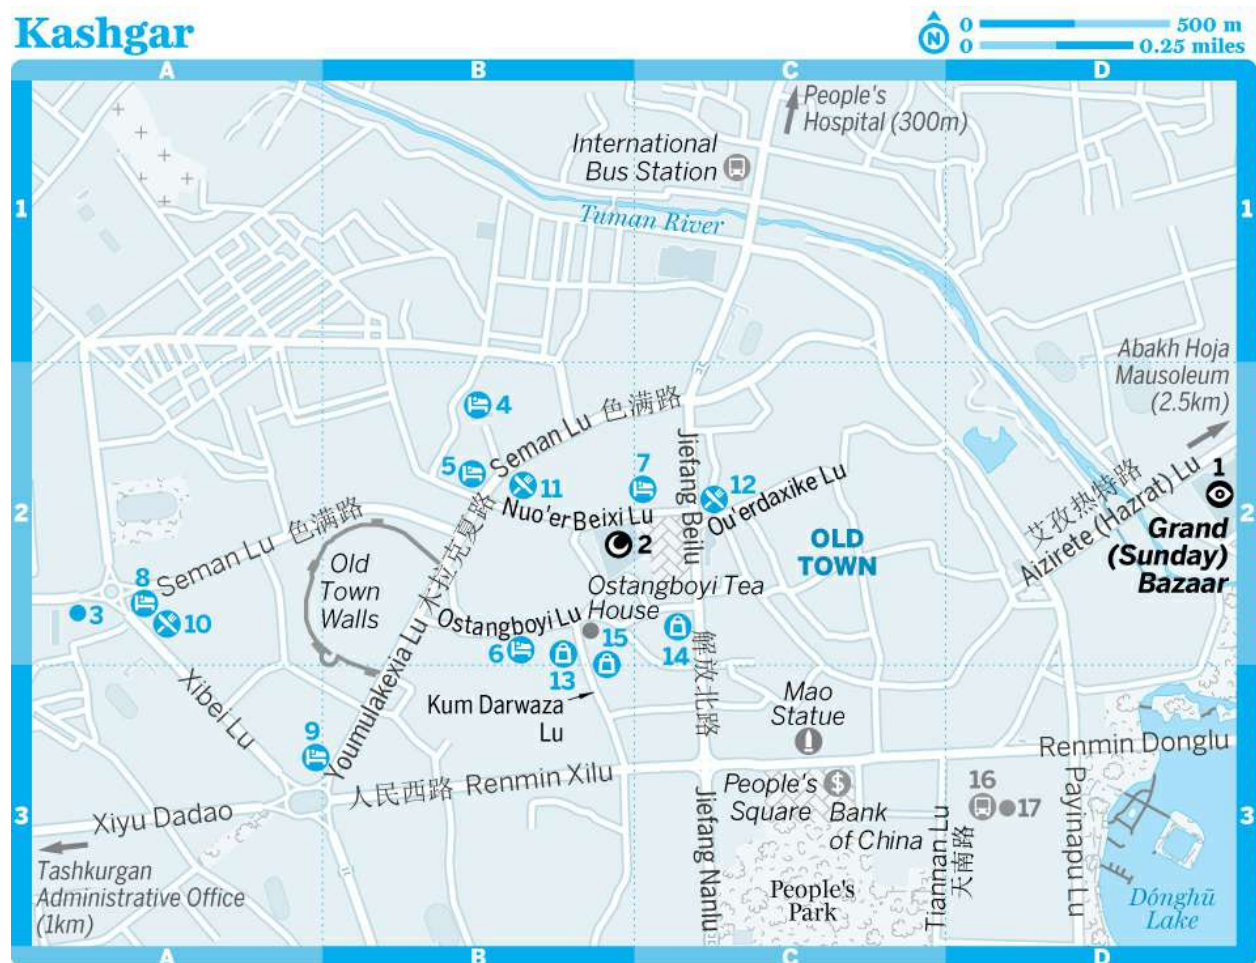 Kashgar
N
0 500 m
0 0.25 miles
A B C D
1 1
People's
Hospital (300m)
International
Bus Station
Tuman River
Abakh Hoja
Mausoleum
(2.5km)
2 2
4
Seman Lu 色满路
5
11
7
12
Jiefang Beilu
Qu'erdaxike Lu
Nuo'er Beixi Lu
2
OLD
TOWN
艾孜热特路
Aizirete (Hazrat) Lu
1
Grand
(Sunday)
Bazaar
Seman Lu 色满路
Old
Town
Walls
8
3
10
Youmulakexia Lu 尤木拉克夏路
Ostangboyi Lu
Ostangboyi Tea
House
6
13
15
14
解放北路
Kum Darwaza
Lu
Xibei Lu
9
Mao
Statue
Renmin Donglu
人民西路 Renmin Xilu
People's
Square
Bank
of China
16
17
3 3
Xiyu Dadao
Tashkurgan
Administrative Office
(1km)
Jiefang Nanlu
People's
Park
Tiannan Lu
天南路
Payinapu Lu
Dónghū
Lake
A B C D